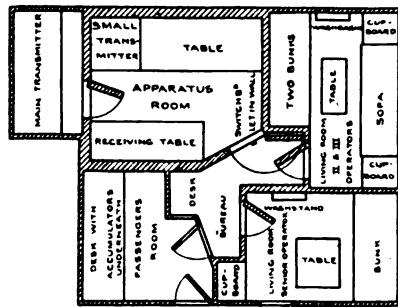 SMALL
TRANS-
MITTER
TABLE
MAIN TRANSMITTER
APPARATUS
ROOM
RECEIVING TABLE
SWITCHBD
LET IN WALL
TWO BUNKS
WASHSTAND
TABLE
LIVING ROOM
II & III
OPERATORS
CUP-
BOARD
SOFA
CUP-
BOARD
DESK WITH
ACCUMULATORS
UNDERNEATH
PASSENGERS
ROOM
DESK
BUREAU
CUP-
BOARD
WASHSTAND
LIVING ROOM
SENIOR OPERATOR
TABLE
BUNK